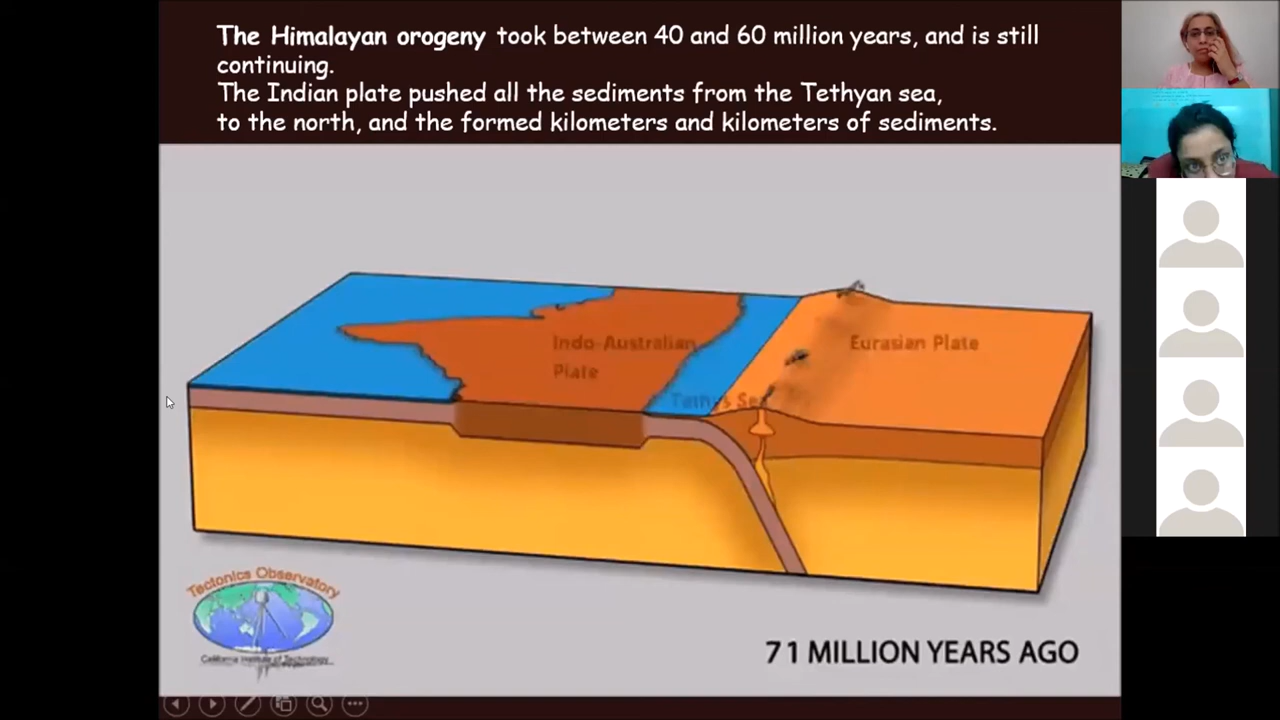 The Himalayan orogeny took between 40 and 60 million years, and is still
continuing.
The Indian plate pushed all the sediments from the Tethyan sea,
to the north, and the formed kilometers and kilometers of sediments.
Indo-Australian
Plate
Eurasian Plate
Tethys Sea
Tectonics Observatory
California Institute of Technology
71 MILLION YEARS AGO